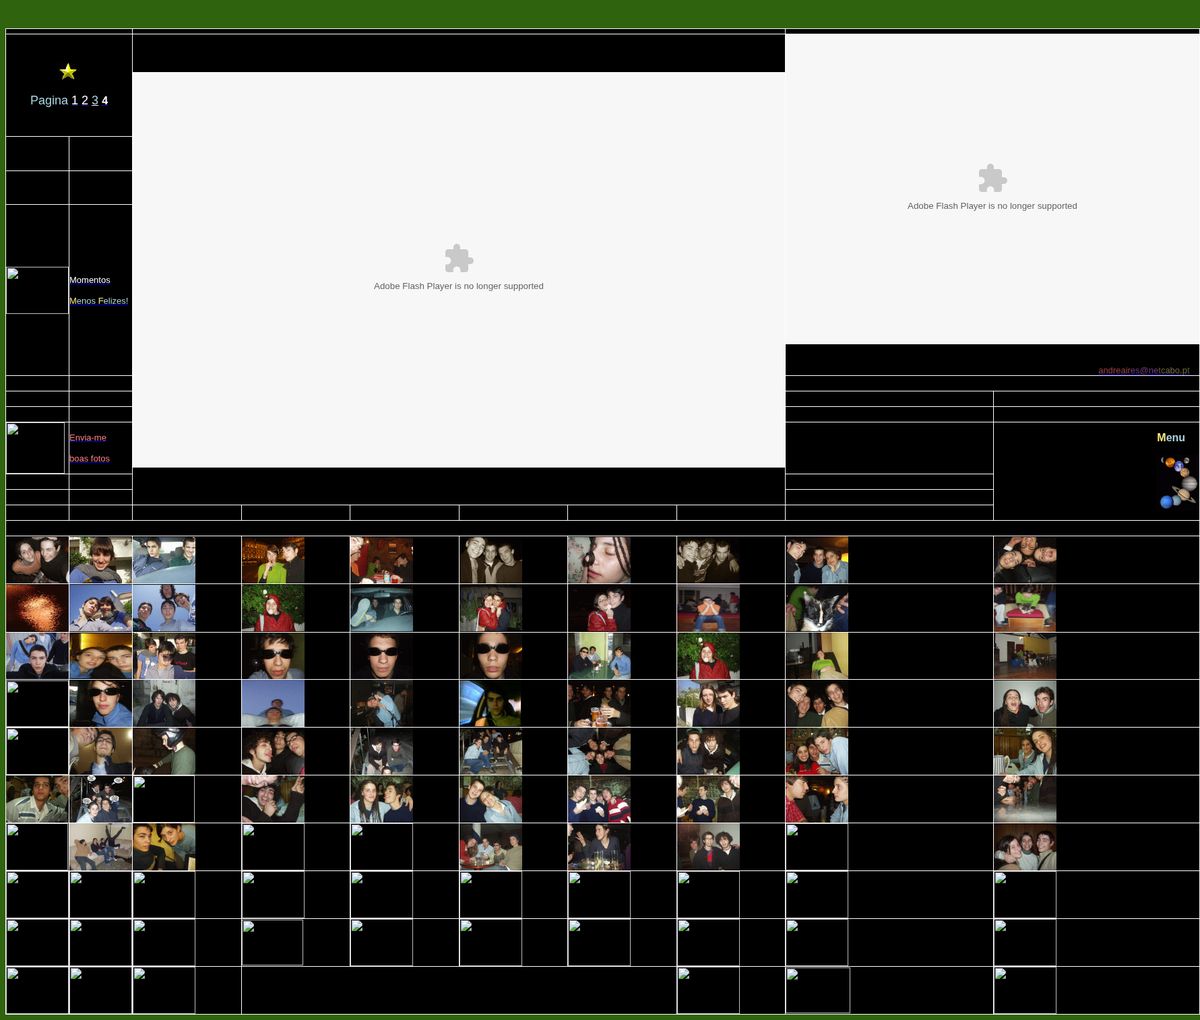 Pagina 1 2 3 4
Adobe Flash Player is no longer supported
Momentos
Menos Felizes!
Adobe Flash Player is no longer supported
andreaires@netcabo.pt
Envia-me
boas fotos
Menu